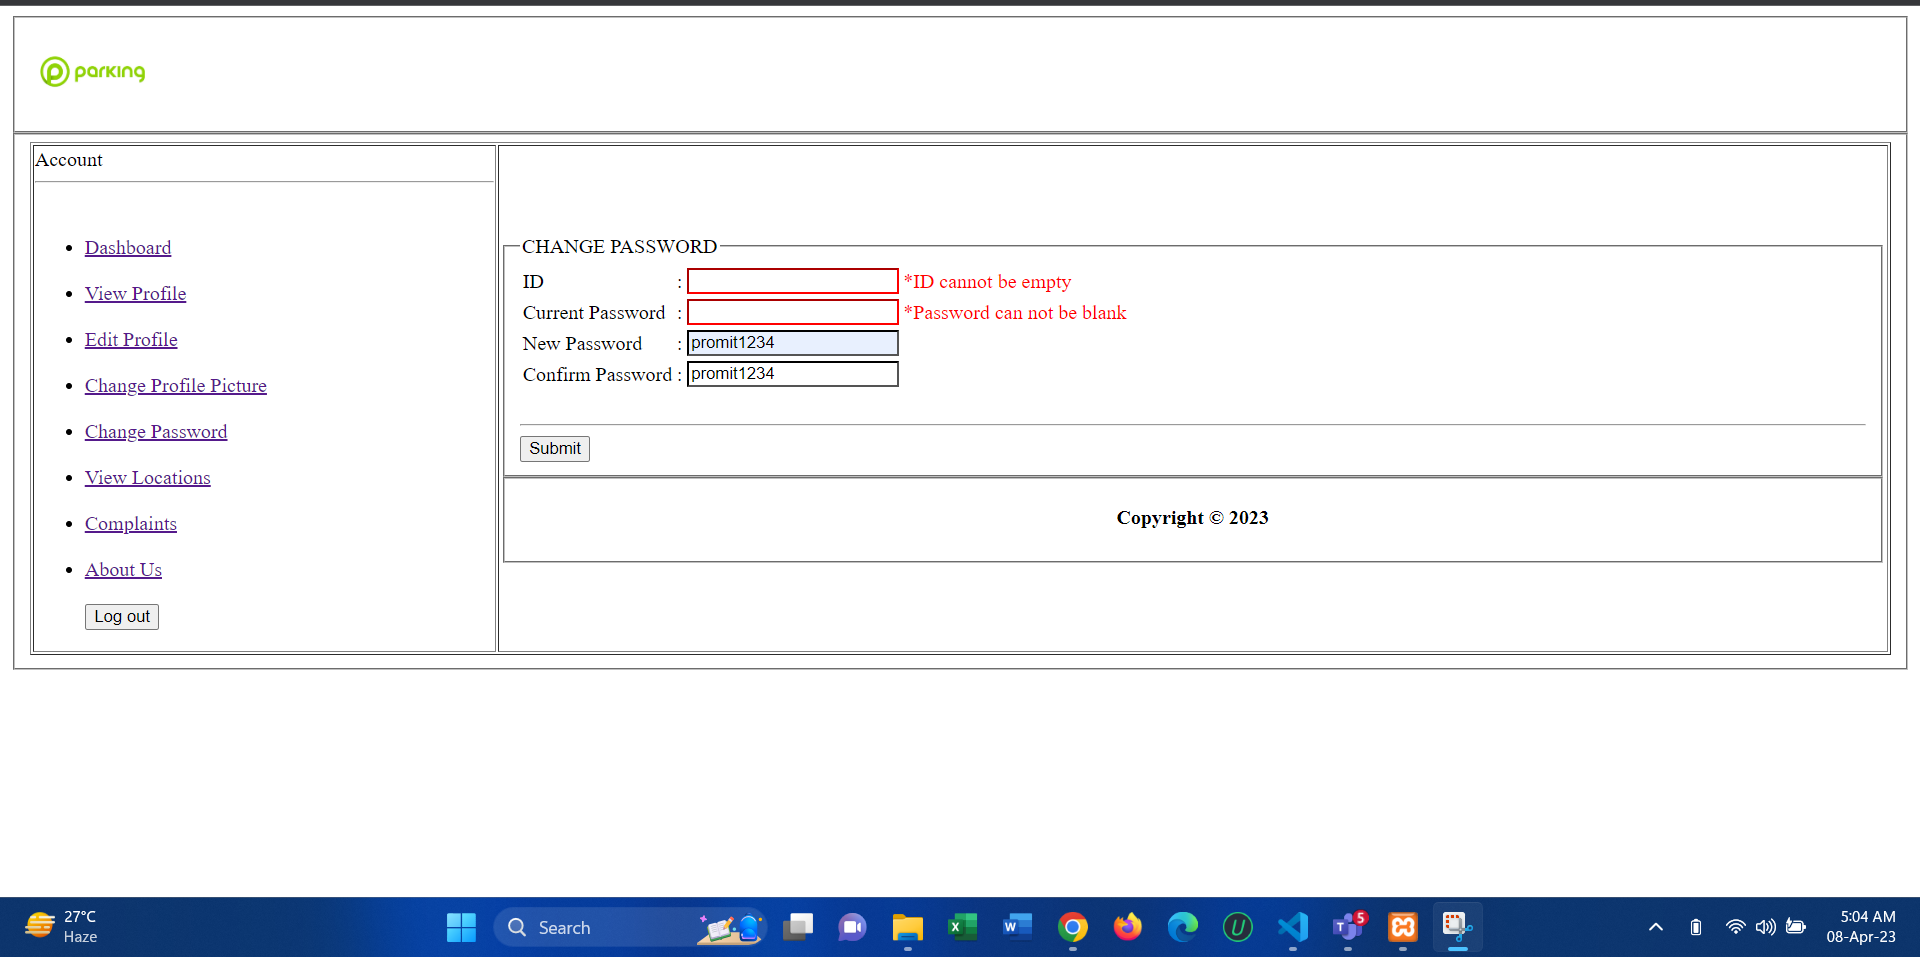 parking
Account
Dashboard
View Profile
Edit Profile
Change Profile Picture
Change Password
View Locations
Complaints
About Us
Log out
CHANGE PASSWORD
ID : *ID cannot be empty
Current Password : *Password can not be blank
New Password : promit1234
Confirm Password : promit1234
Submit
Copyright © 2023
27°C
Haze
Search
5
5:04 AM
08-Apr-23